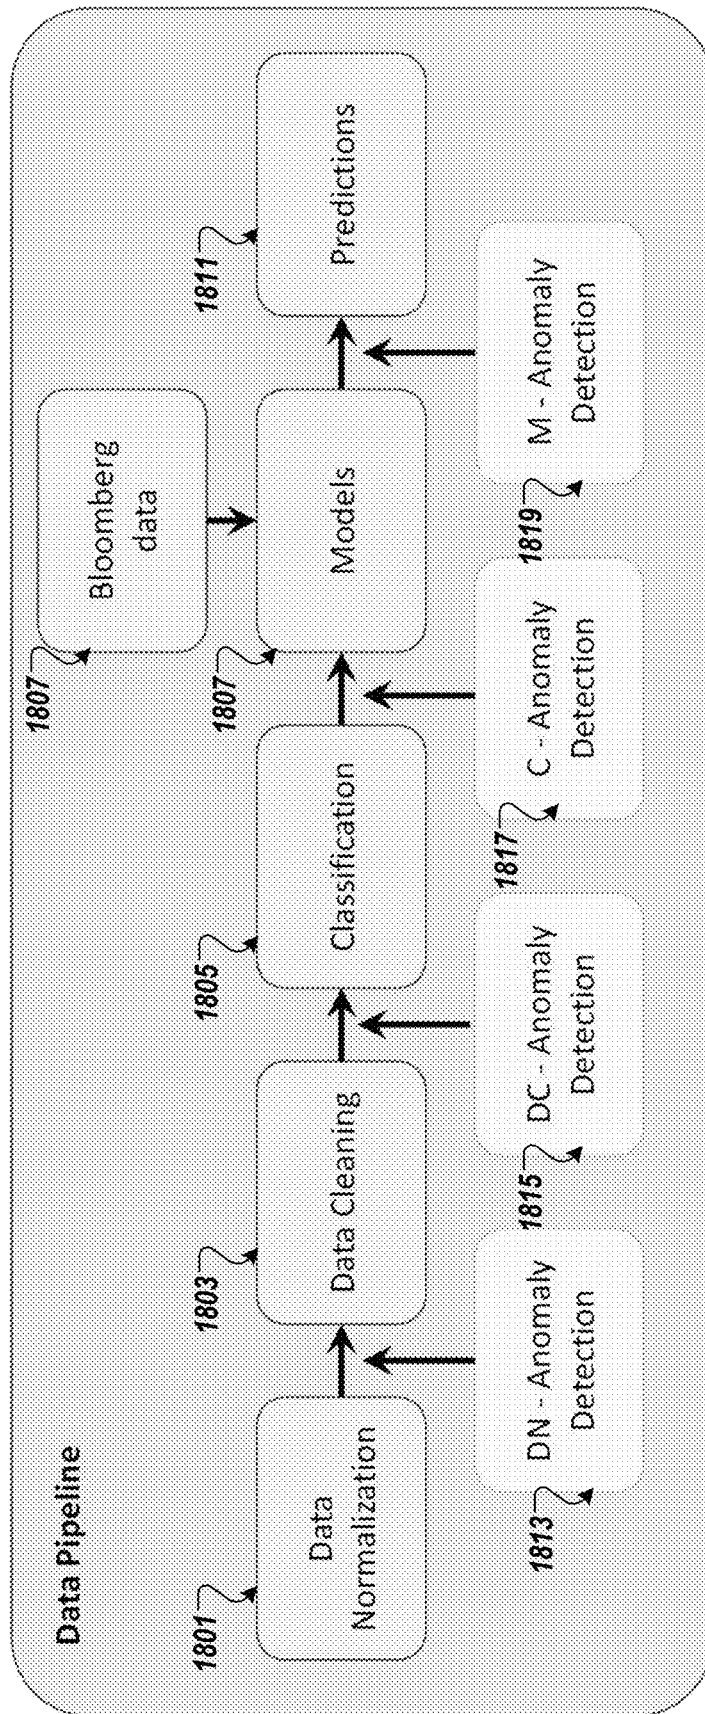 Data Pipeline
1807
Bloomberg
data
1801
Data
Normalization
1803
Data Cleaning
1805
Classification
1807
Models
1811
Predictions
1813
DN - Anomaly
Detection
1815
DC - Anomaly
Detection
1817
C - Anomaly
Detection
1819
M - Anomaly
Detection